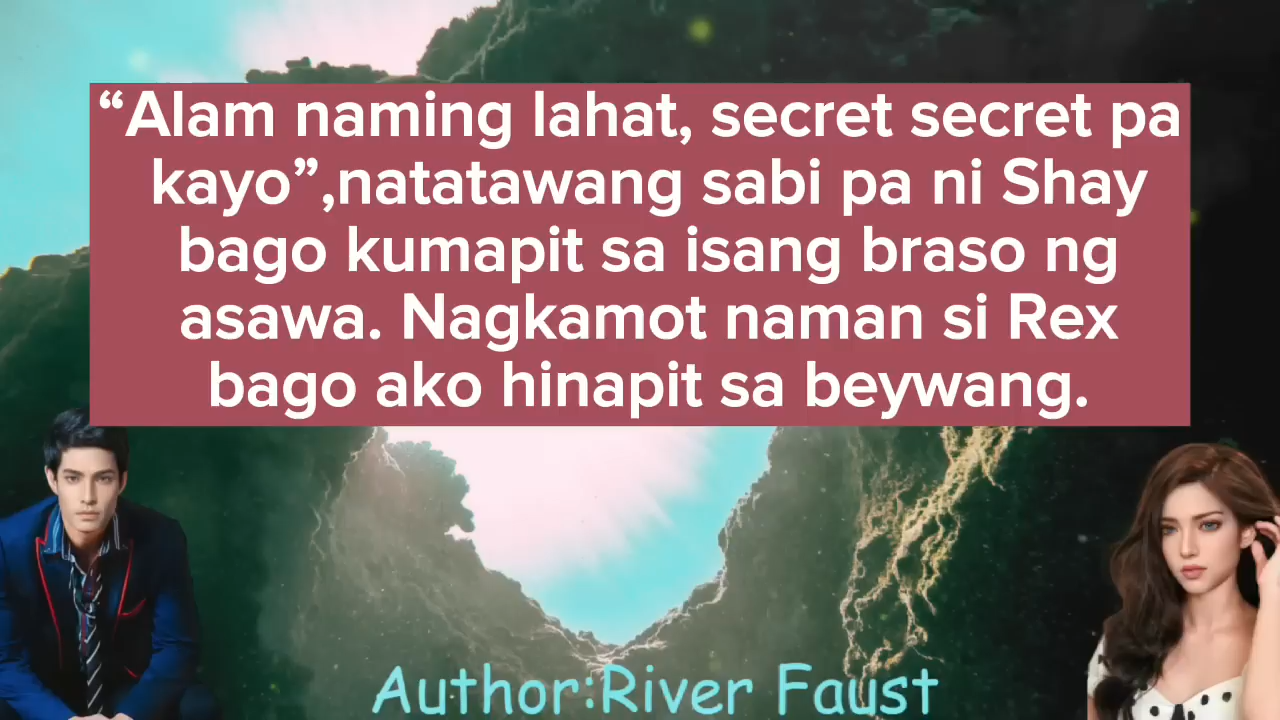 “Alam naming lahat, secret secret pa
kayo”,natatawang sabi pa ni Shay
bago kumapit sa isang braso ng
asawa. Nagkamot naman si Rex
bago ako hinapit sa beywang.
Author:River Faust